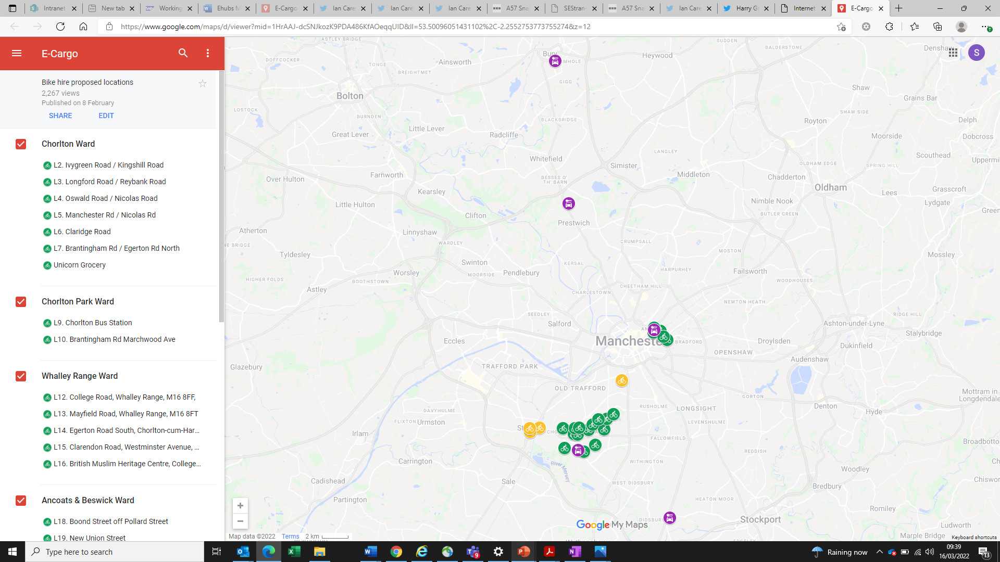 Intranet
New tab
Working
Ehubs M
E-Cargo
Ian Care
Ian Care
Ian Care
A57 Sna
SEStran-
A57 Sna
Ian Care
Harry Gr
Internet
E-Cargo
https://www.google.com/maps/d/viewer?mid=1HrAAJ-dcSNJkozK9PDA486KfAOeqqUID&ll=53.50096051431102%2C-2.2552753773755274&z=12
E-Cargo
Bike hire proposed locations
2,267 views
Published on 8 February
SHARE EDIT
Chorlton Ward
L2. Ivygreen Road / Kingshill Road
L3. Longford Road / Reybank Road
L4. Oswald Road / Nicolas Road
L5. Manchester Rd / Nicolas Rd
L6. Claridge Road
L7. Brantingham Rd / Egerton Rd North
Unicorn Grocery
Chorlton Park Ward
L9. Chorlton Bus Station
L10. Brantingham Rd Marchwood Ave
Whalley Range Ward
L12. College Road, Whalley Range, M16 8FF,
L13. Mayfield Road, Whalley Range, M16 8FT
L14. Egerton Road South, Chorlton-cum-Har...
L15. Clarendon Road, Westminster Avenue, ...
L16. British Muslim Heritage Centre, College...
Ancoats & Beswick Ward
L18. Boond Street off Pollard Street
L19. New Union Street
ASTLEY BRIDGE
SUDDEN
Bury
BALDERSTONE
Denshaw
S
DOFFCOCKER
TONGE
Ainsworth
Heywood
BREIGHTMET
GIGG
Shaw
Bolton
Grains Bar
LOSTOCK
BURNDEN
SHAW SIDE
BLACKBRIDGE
Royton
Delph
Little Lever
Great Lever
Radcliffe
Moorside
Dobcross
LANGLEY
Scouthead
Whitefield
Uppermi
OLDHAM EDGE
Simister
SPRING HILL
Farnworth
BESSES O'
TH' BARN
Middleton
Chadderton
Over Hulton
Oldham
Grasscroft
Kearsley
Lees
Little Hulton
Nimble Nook
Lydgate
BUTLER GREEN
Green
Clifton
Prestwich
Atherton
Linnyshaw
WE BRIDGE
WARDLEY
CRUMPSALL
MOSTON
Tyldesley
Mossley
Swinton
KERSAL
Worsley
MOORSIDE
Pendlebury
HARPURHEY
Failsworth
HIGHER FOLDS
BOOTHSTOWN
WOODHOUSES
Astley
CHEETHAM HILL
CHARLESTOWN
NEWTON HEATH
SEEDLEY
RIDGE HILL
Salford
Ashton-under-Lyne
Stalybridge
Eccles
Mancheste
BRADFORD
Droylsden
Dukinfield
OPENSHAW
Audenshaw
Glazebury
TRAFFORD PARK
OLD TRAFFORD
Mottram in
Longdendale
GORTON
RUSHOLME
LONGSIGHT
Denton
DAVYHULME
Hyde
FLIXTON
Urmston
LEVENSHULME
Irlam
FALLOWFIELD
Broadbotto
REDDISH
Carrington
WITHINGTON
Ch
River Mersey
Woodley
Cadishead
Sale
WEST DIDSBURY
Chiswor
Bredbury
Partington
HEATON MOOR
Romiley
DIDSBURY
Stockport
Google My Maps
Ludworth
Marple Bridge
Map data ©2022 Terms 2 km
Keyboard shortcuts
Type here to search
9
Raining now
09:39
16/03/2022
13